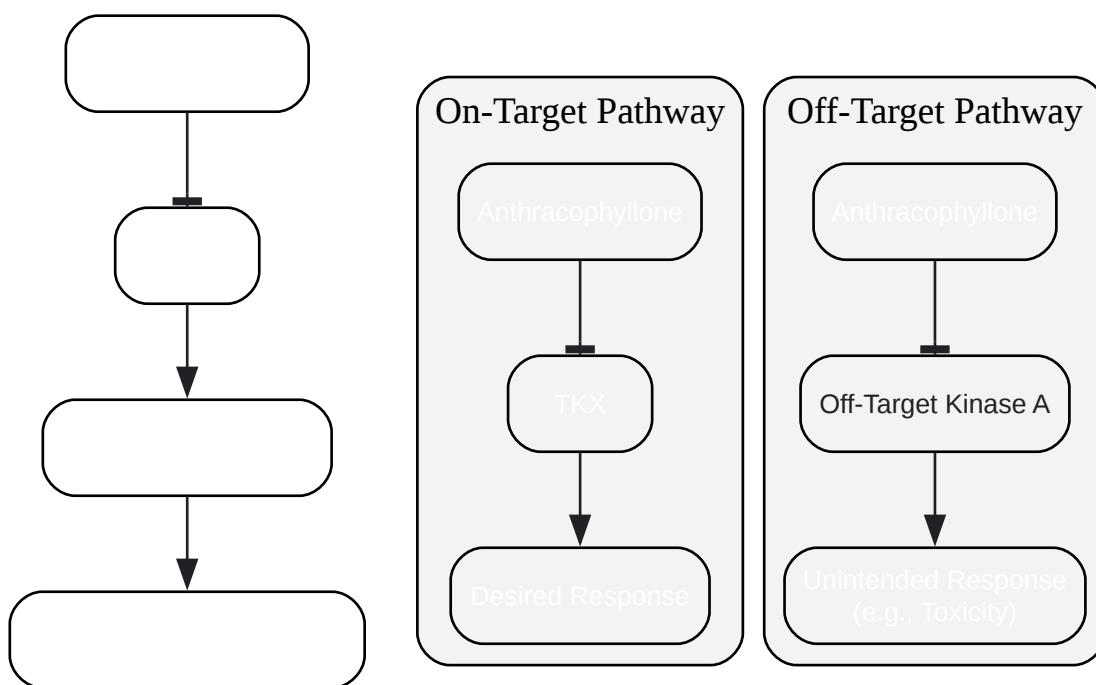 On-Target Pathway
Anthracophyllone
TKX
Desired Response
Off-Target Pathway
Anthracophyllone
Off-Target Kinase A
Unintended Response
(e.g., Toxicity)